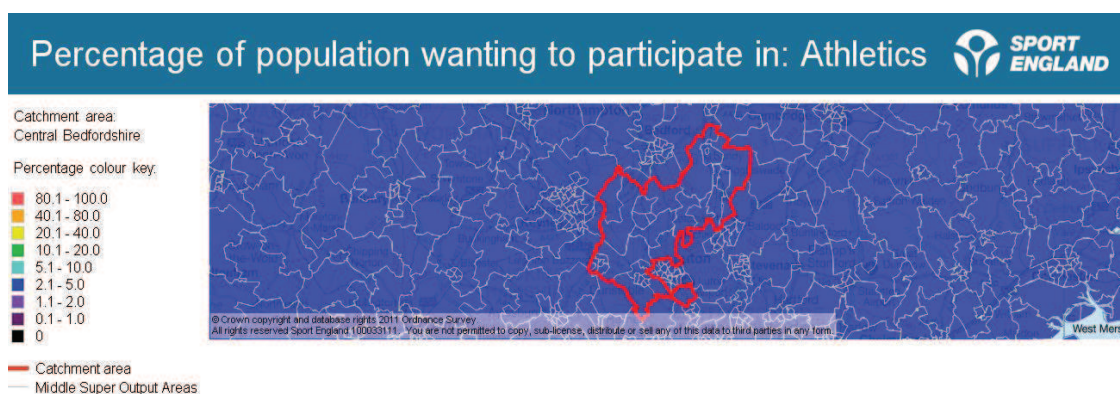 Percentage of population wanting to participate in: Athletics
SPORT
ENGLAND
Catchment area:
Central Bedfordshire
Percentage colour key:
80.1 - 100.0
40.1 - 80.0
20.1 - 40.0
10.1 - 20.0
5.1 - 10.0
2.1 - 5.0
1.1 - 2.0
0.1 - 1.0
0
Catchment area
Middle Super Output Areas
Bedford
© Crown copyright and database rights 2011 Ordnance Survey
All rights reserved Sport England 100033111. You are not permitted to copy, sub-license, distribute or sell any of this data to third parties in any form.
West Mers